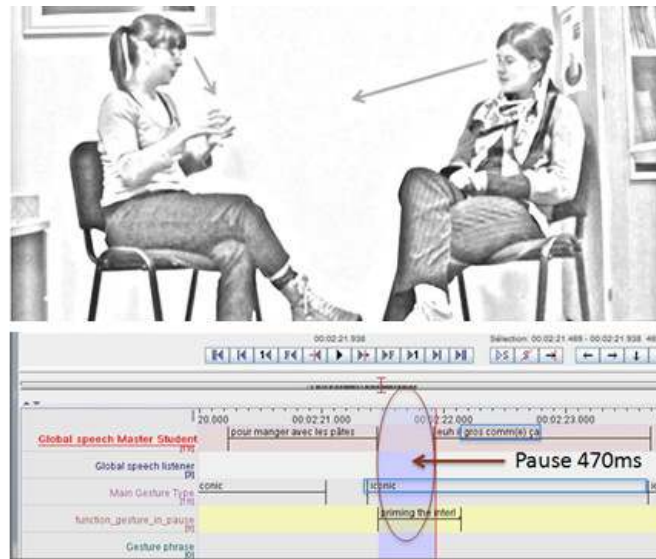 00:02:21.938
Sélection: 00:02:21.469 - 00:02:21.938
1 F 1
S S
20.000 00:02:21.000 00:02:22.000 00:02:23.000
Global speech Master Student
pour manger avec les pâtes
euh
gros comm(e) ça
Global speech listener
Pause 470ms
Main Gesture Type
iconic
function_gesture_in_pause
priming the interl
Gesture phrase